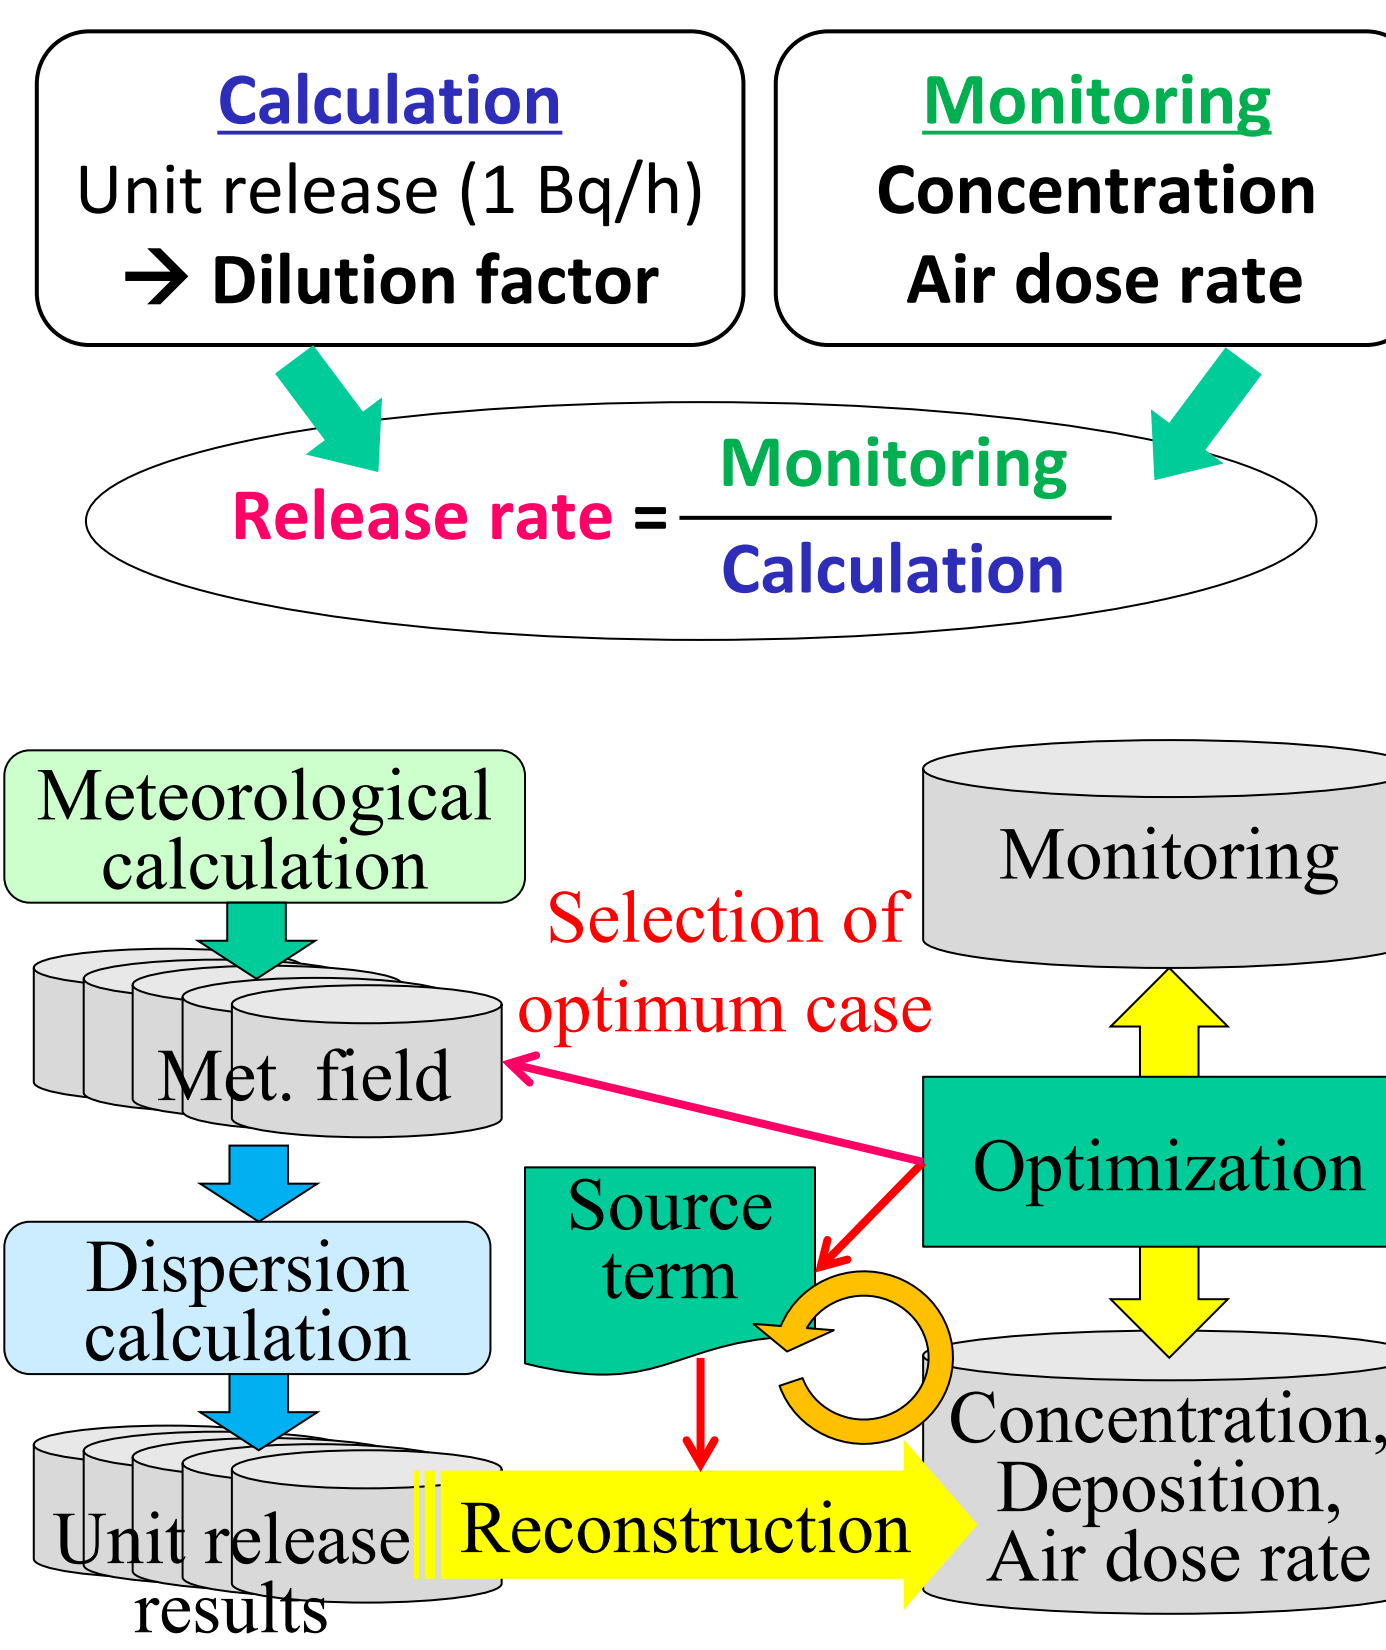 Calculation
Unit release (1 Bq/h)
→ Dilution factor
Monitoring
Concentration
Air dose rate
Release rate =
Monitoring
Calculation
Meteorological
calculation
Met. field
Dispersion
calculation
Unit release
results
Selection of
optimum case
Source
term
Reconstruction
Monitoring
Optimization
Concentration,
Deposition,
Air dose rate